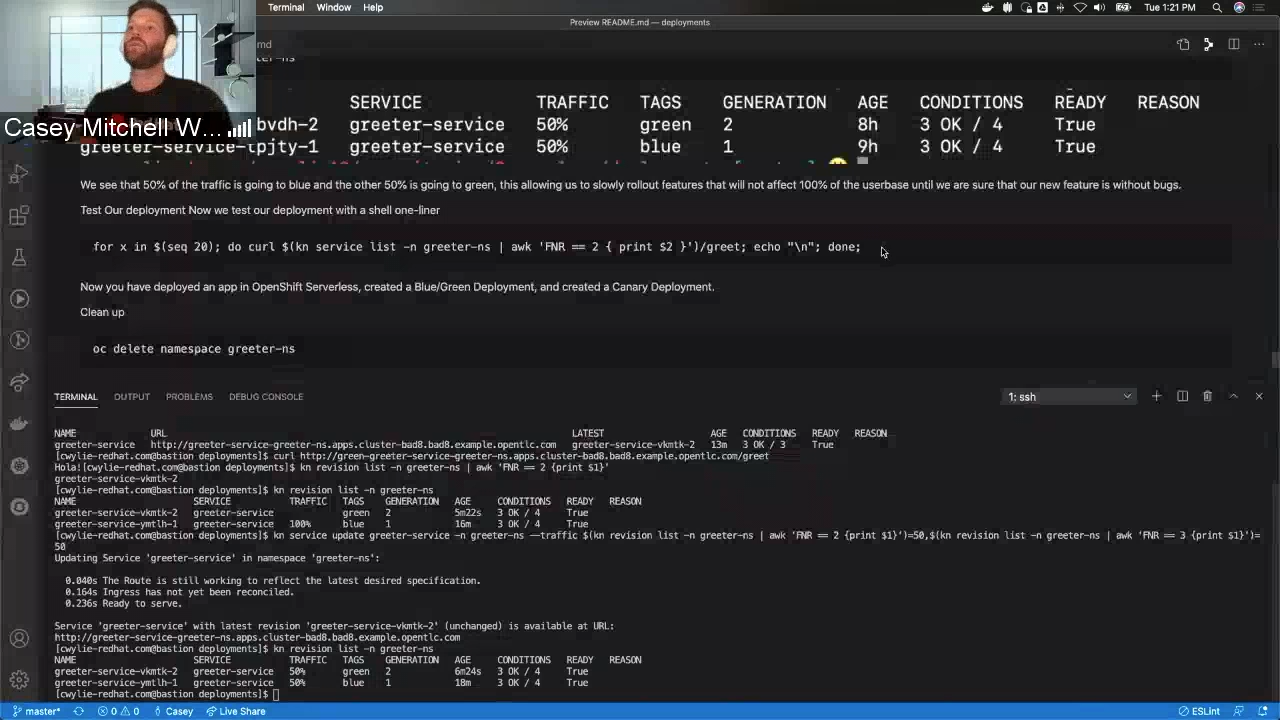 Terminal Window Help
Tue 1:21 PM
Preview README.md — deployments
md
ter-ns
SERVICE TRAFFIC TAGS GENERATION AGE CONDITIONS READY REASON
bvdh-2 greeter-service 50% green 2 8h 3 OK / 4 True
greeter-service-tpjty-1 greeter-service 50% blue 1 9h 3 OK / 4 True
Casey Mitchell W...
We see that 50% of the traffic is going to blue and the other 50% is going to green, this allowing us to slowly rollout features that will not affect 100% of the userbase until we are sure that our new feature is without bugs.
Test Our deployment Now we test our deployment with a shell one-liner
for x in $(seq 20); do curl $(kn service list -n greeter-ns | awk 'FNR == 2 { print $2 }')/greet; echo "\n"; done;
Now you have deployed an app in OpenShift Serverless, created a Blue/Green Deployment, and created a Canary Deployment.
Clean up
oc delete namespace greeter-ns
TERMINAL OUTPUT PROBLEMS DEBUG CONSOLE
1: ssh
NAME URL LATEST AGE CONDITIONS READY REASON
greeter-service http://greeter-service-greeter-ns.apps.cluster-bad8.bad8.example.opentlc.com greeter-service-vkmtk-2 13m 3 OK / 3 True
[cwylie-redhat.com@bastion deployments]$ curl http://green-greeter-service-greeter-ns.apps.cluster-bad8.bad8.example.opentlc.com/greet
Hola![cwylie-redhat.com@bastion deployments]$ kn revision list -n greeter-ns | awk 'FNR == 2 {print $1}'
greeter-service-vkmtk-2
[cwylie-redhat.com@bastion deployments]$ kn revision list -n greeter-ns
NAME SERVICE TRAFFIC TAGS GENERATION AGE CONDITIONS READY REASON
greeter-service-vkmtk-2 greeter-service green 2 5m22s 3 OK / 4 True
greeter-service-ymtlh-1 greeter-service 100% blue 1 16m 3 OK / 4 True
[cwylie-redhat.com@bastion deployments]$ kn service update greeter-service -n greeter-ns --traffic $(kn revision list -n greeter-ns | awk 'FNR == 2 {print $1}')=50,$(kn revision list -n greeter-ns | awk 'FNR == 3 {print $1}')=
50
Updating Service 'greeter-service' in namespace 'greeter-ns':
0.040s The Route is still working to reflect the latest desired specification.
0.164s Ingress has not yet been reconciled.
0.236s Ready to serve.
Service 'greeter-service' with latest revision 'greeter-service-vkmtk-2' (unchanged) is available at URL:
http://greeter-service-greeter-ns.apps.cluster-bad8.bad8.example.opentlc.com
[cwylie-redhat.com@bastion deployments]$ kn revision list -n greeter-ns
NAME SERVICE TRAFFIC TAGS GENERATION AGE CONDITIONS READY REASON
greeter-service-vkmtk-2 greeter-service 50% green 2 6m24s 3 OK / 4 True
greeter-service-ymtlh-1 greeter-service 50% blue 1 18m 3 OK / 4 True
[cwylie-redhat.com@bastion deployments]$
master* 0 0 Casey Live Share
ESLint